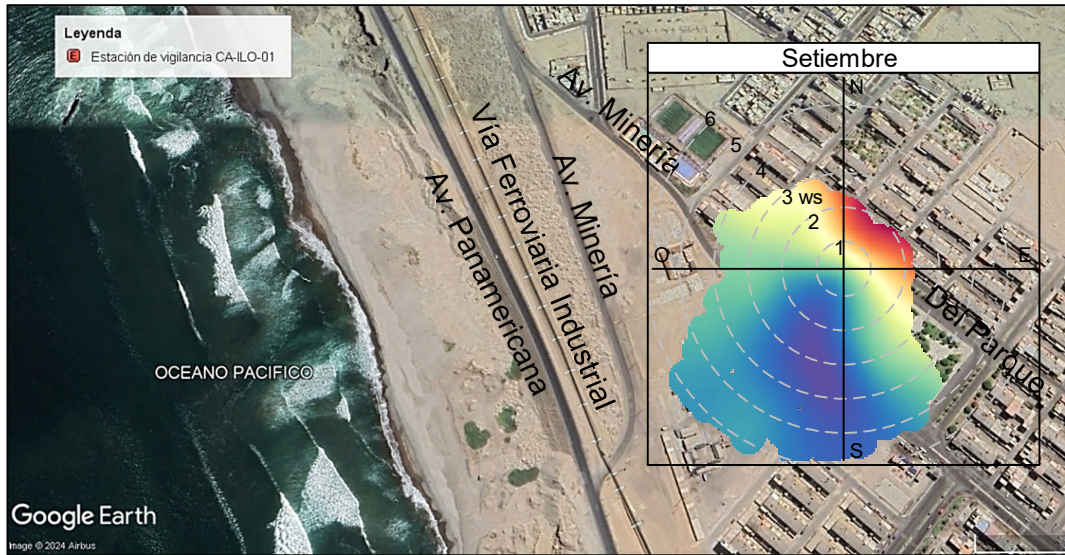 Leyenda
E Estación de vigilancia CA-ILO-01
Setiembre
N
Av. Minería
6
5
4
3 ws
2
1
O
E
S
Vía Ferroviaria Industrial
Av. Minería
Av. Panamericana
Del Parque
OCEANO PACIFICO
Google Earth
Image © 2024 Airbus